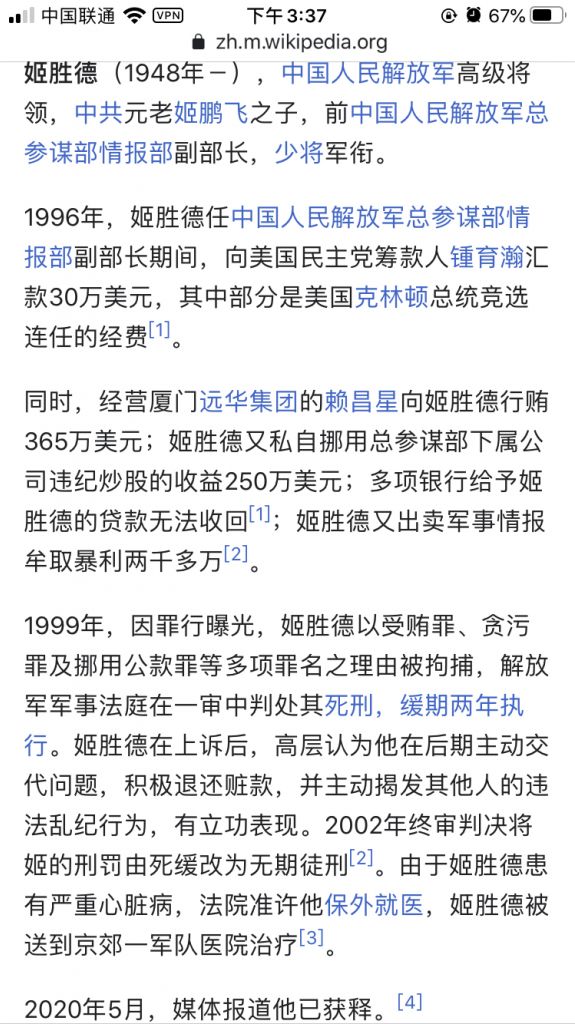 中国联通 VPN 下午3:37 67%
zh.m.wikipedia.org
姬胜德（1948年－），中国人民解放军高级将
领，中共元老姬鹏飞之子，前中国人民解放军总
参谋部情报部副部长，少将军衔。
1996年，姬胜德任中国人民解放军总参谋部情
报部副部长期间，向美国民主党筹款人锺育瀚汇
款30万美元，其中部分是美国克林顿总统竞选
连任的经费[1]。
同时，经营厦门远华集团的赖昌星向姬胜德行贿
365万美元；姬胜德又私自挪用总参谋部下属公
司违纪炒股的收益250万美元；多项银行给予姬
胜德的贷款无法收回[1]；姬胜德又出卖军事情报
牟取暴利两千多万[2]。
1999年，因罪行曝光，姬胜德以受贿罪、贪污
罪及挪用公款罪等多项罪名之理由被拘捕，解放
军军事法庭在一审中判处其死刑，缓期两年执
行。姬胜德在上诉后，高层认为他在后期主动交
代问题，积极退还赃款，并主动揭发其他人的违
法乱纪行为，有立功表现。2002年终审判决将
姬的刑罚由死缓改为无期徒刑[2]。由于姬胜德患
有严重心脏病，法院准许他保外就医，姬胜德被
送到京郊一军队医院治疗[3]。
2020年5月，媒体报道他已获释。[4]